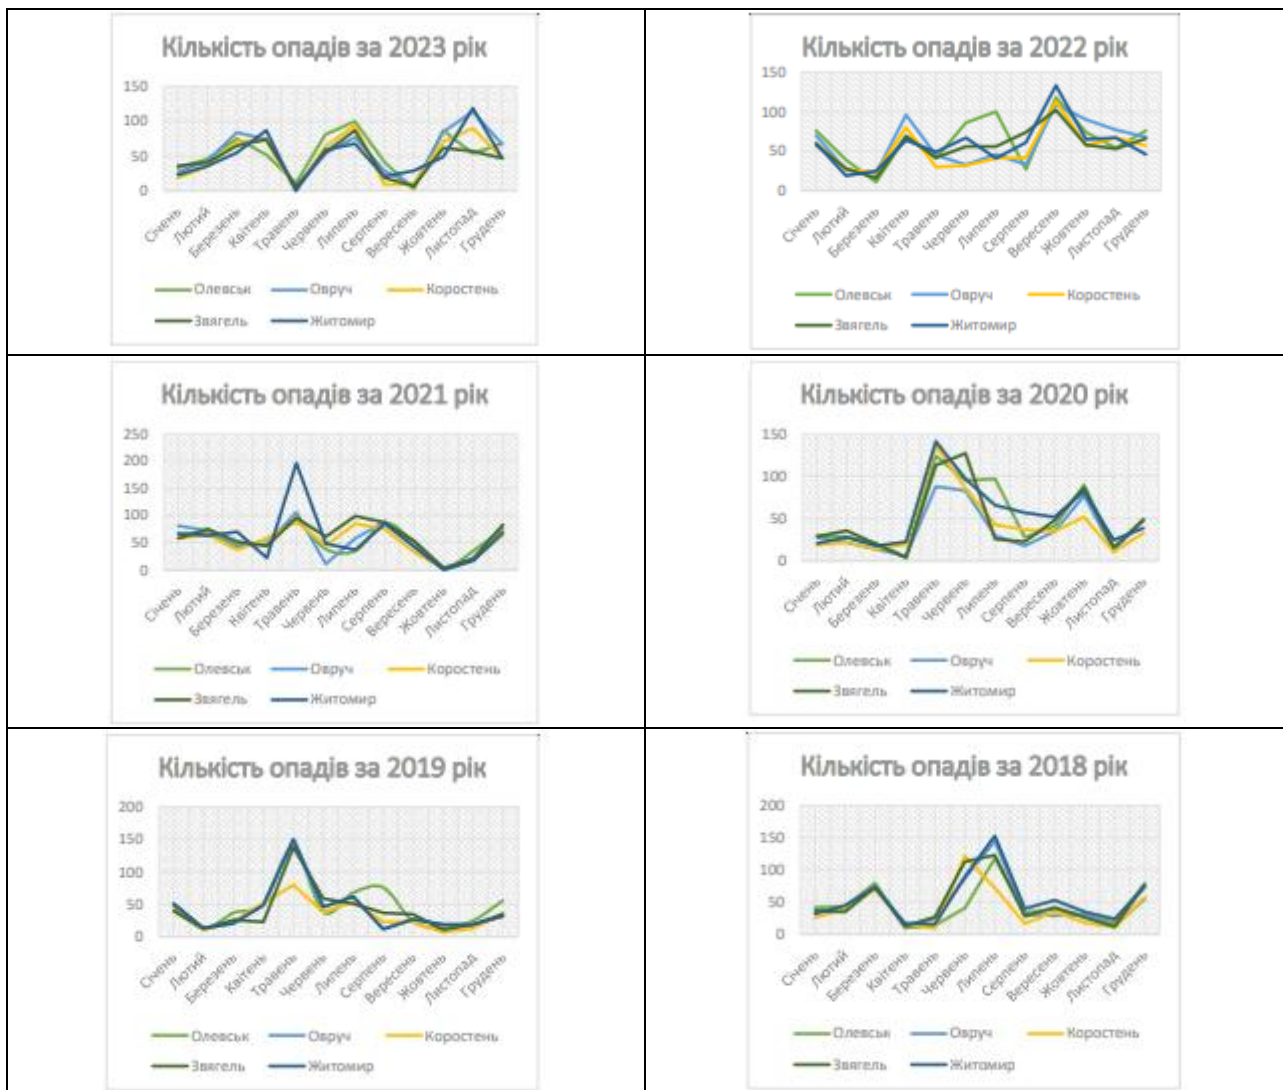 Кількість опадів за 2023 рік
150
100
50
0
Січень
Лютий
Березень
Квітень
Травень
Червень
Липень
Серпень
Вересень
Жовтень
Листопад
Грудень
Олевськ Овруч Коростень
Звягель Житомир
Кількість опадів за 2022 рік
150
100
50
0
Січень
Лютий
Березень
Квітень
Травень
Червень
Липень
Серпень
Вересень
Жовтень
Листопад
Грудень
Олевськ Овруч Коростень
Звягель Житомир
Кількість опадів за 2021 рік
250
200
150
100
50
0
Січень
Лютий
Березень
Квітень
Травень
Червень
Липень
Серпень
Вересень
Жовтень
Листопад
Грудень
Олевськ Овруч Коростень
Звягель Житомир
Кількість опадів за 2020 рік
150
100
50
0
Січень
Лютий
Березень
Квітень
Травень
Червень
Липень
Серпень
Вересень
Жовтень
Листопад
Грудень
Олевськ Овруч Коростень
Звягель Житомир
Кількість опадів за 2019 рік
200
150
100
50
0
Січень
Лютий
Березень
Квітень
Травень
Червень
Липень
Серпень
Вересень
Жовтень
Листопад
Грудень
Олевськ Овруч Коростень
Звягель Житомир
Кількість опадів за 2018 рік
200
150
100
50
0
Січень
Лютий
Березень
Квітень
Травень
Червень
Липень
Серпень
Вересень
Жовтень
Листопад
Грудень
Олевськ Овруч Коростень
Звягель Житомир